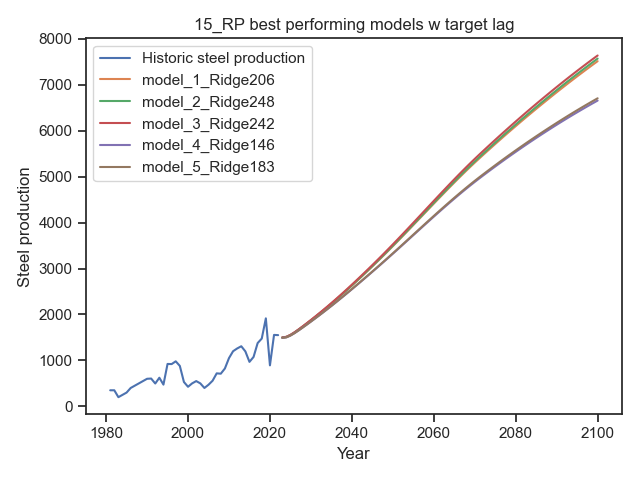 15_RP best performing models w target lag
8000
7000
6000
5000
4000
3000
2000
1000
0
Steel production
Historic steel production
model_1_Ridge206
model_2_Ridge248
model_3_Ridge242
model_4_Ridge146
model_5_Ridge183
1980 2000 2020 2040 2060 2080 2100
Year